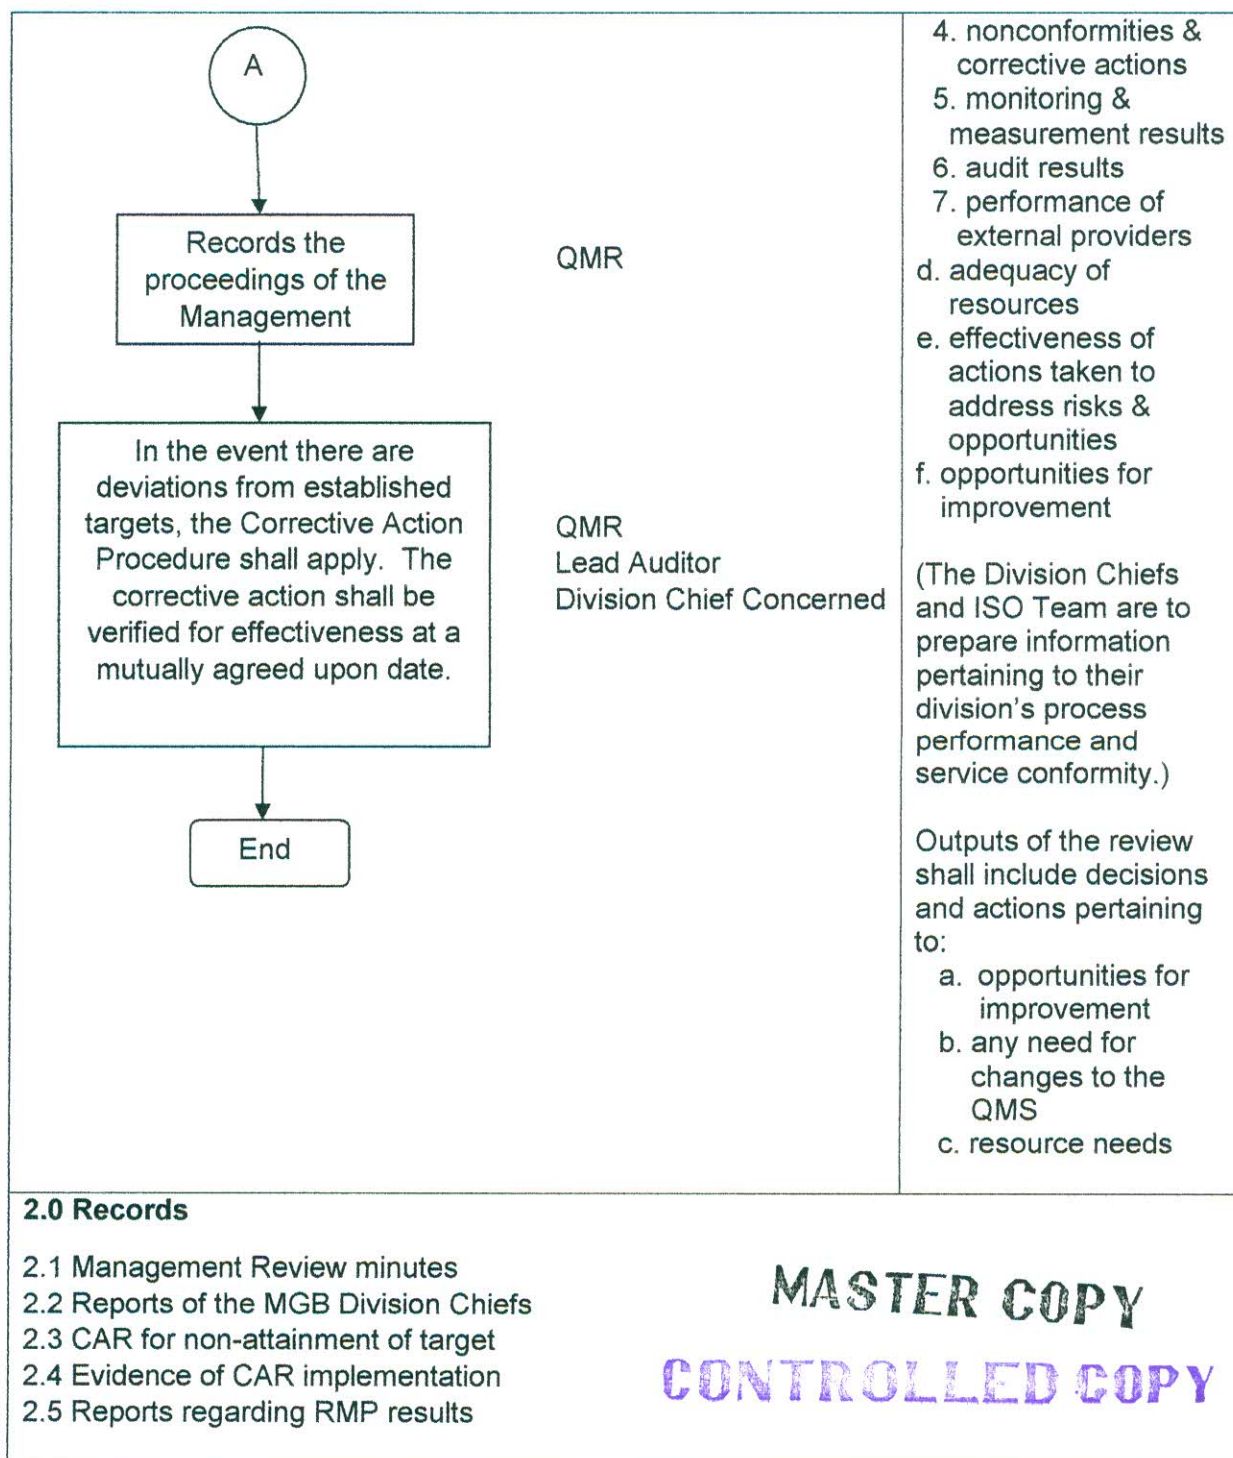 A
Records the
proceedings of the
Management
QMR
In the event there are
deviations from established
targets, the Corrective Action
Procedure shall apply. The
corrective action shall be
verified for effectiveness at a
mutually agreed upon date.
QMR
Lead Auditor
Division Chief Concerned
End
4. nonconformities &
corrective actions
5. monitoring &
measurement results
6. audit results
7. performance of
external providers
d. adequacy of
resources
e. effectiveness of
actions taken to
address risks &
opportunities
f. opportunities for
improvement
(The Division Chiefs
and ISO Team are to
prepare information
pertaining to their
division's process
performance and
service conformity.)
Outputs of the review
shall include decisions
and actions pertaining
to:
a. opportunities for
improvement
b. any need for
changes to the
QMS
c. resource needs
2.0 Records
2.1 Management Review minutes
2.2 Reports of the MGB Division Chiefs
2.3 CAR for non-attainment of target
2.4 Evidence of CAR implementation
2.5 Reports regarding RMP results
MASTER COPY
CONTROLLED COPY